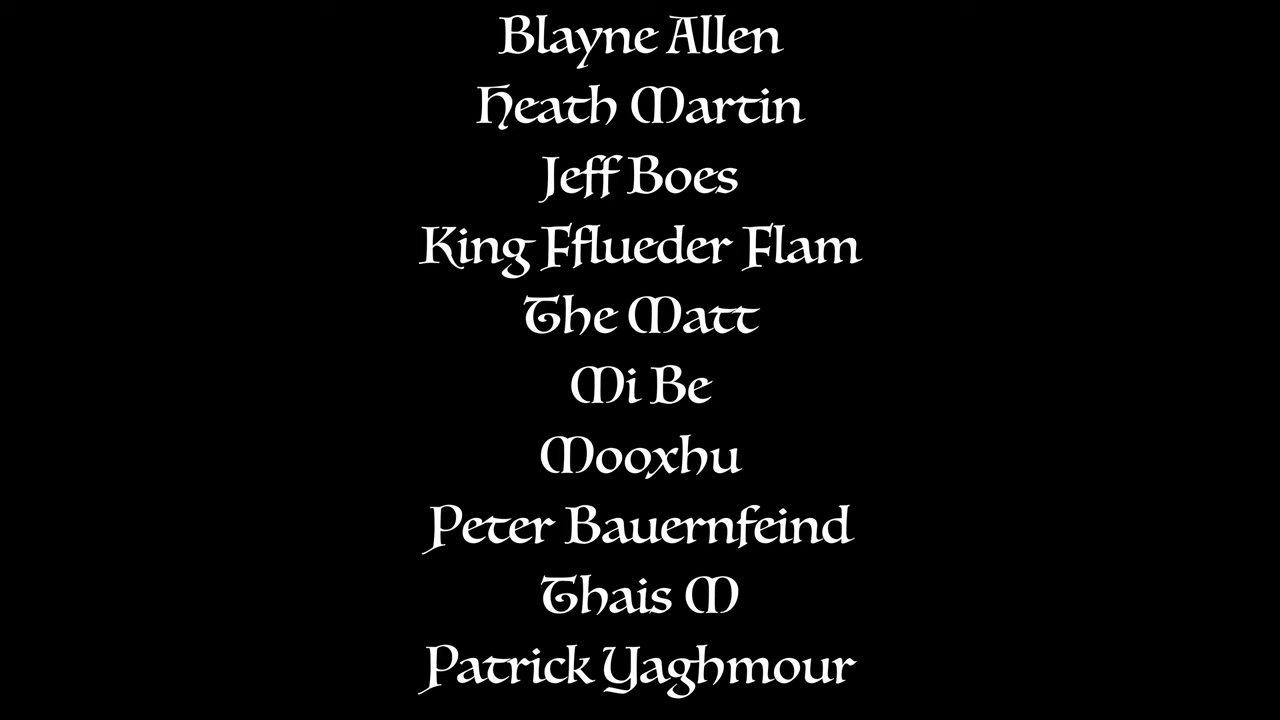 Blayne Allen
Heath Martin
Jeff Boes
King Fflueder Flam
The Matt
Mi Be
Mooxhu
Peter Bauernfeind
Thais M
Patrick Yaghmour